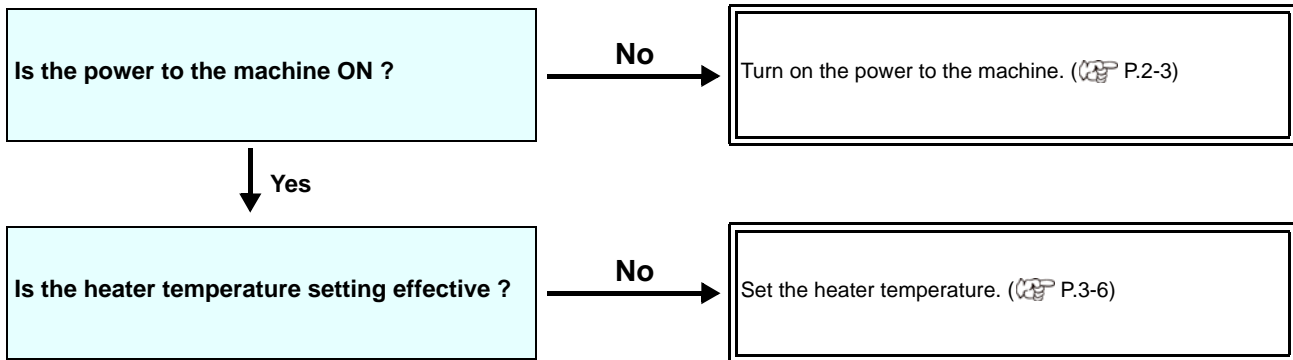 Is the power to the machine ON ?
No
Turn on the power to the machine. ( P.2-3)
Yes
Is the heater temperature setting effective ?
No
Set the heater temperature. ( P.3-6)